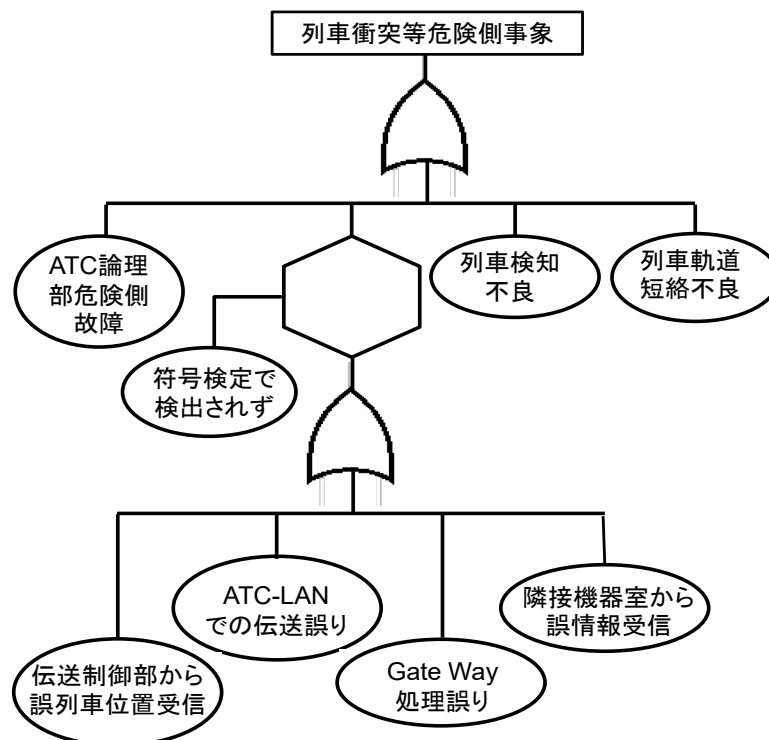 列車衝突等危険側事象
ATC論理
部危険側
故障
列車検知
不良
列車軌道
短絡不良
符号検定で
検出されず
ATC-LAN
での伝送誤り
隣接機器室から
誤情報受信
伝送制御部から
誤列車位置受信
Gate Way
処理誤り